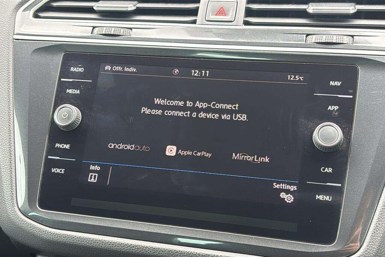 RADIO
Offr. Indiv.
12:11
12.5°C
NAV
MEDIA
APP
Welcome to App-Connect
Please connect a device via USB.
PHONE
androidauto
Apple CarPlay
MirrorLink
CAR
VOICE
Info
Settings
MENU